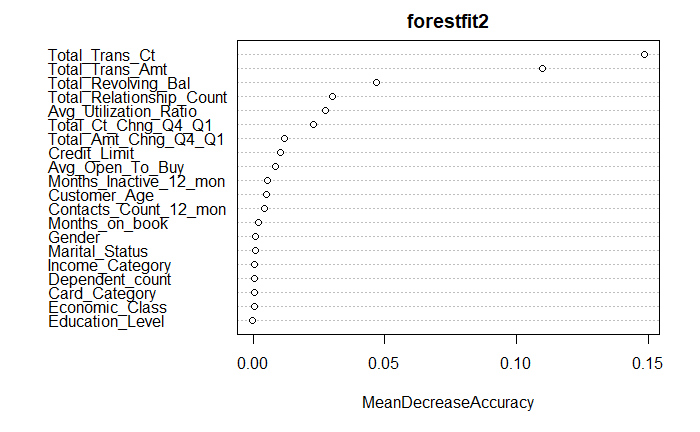 forestfit2
Total_Trans_Ct
Total_Trans_Amt
Total_Revolving_Bal
Total_Relationship_Count
Avg_Utilization_Ratio
Total_Ct_Chng_Q4_Q1
Total_Amt_Chng_Q4_Q1
Credit_Limit
Avg_Open_To_Buy
Months_Inactive_12_mon
Customer_Age
Contacts_Count_12_mon
Months_on_book
Gender
Marital_Status
Income_Category
Dependent_count
Card_Category
Economic_Class
Education_Level
0.00 0.05 0.10 0.15
MeanDecreaseAccuracy